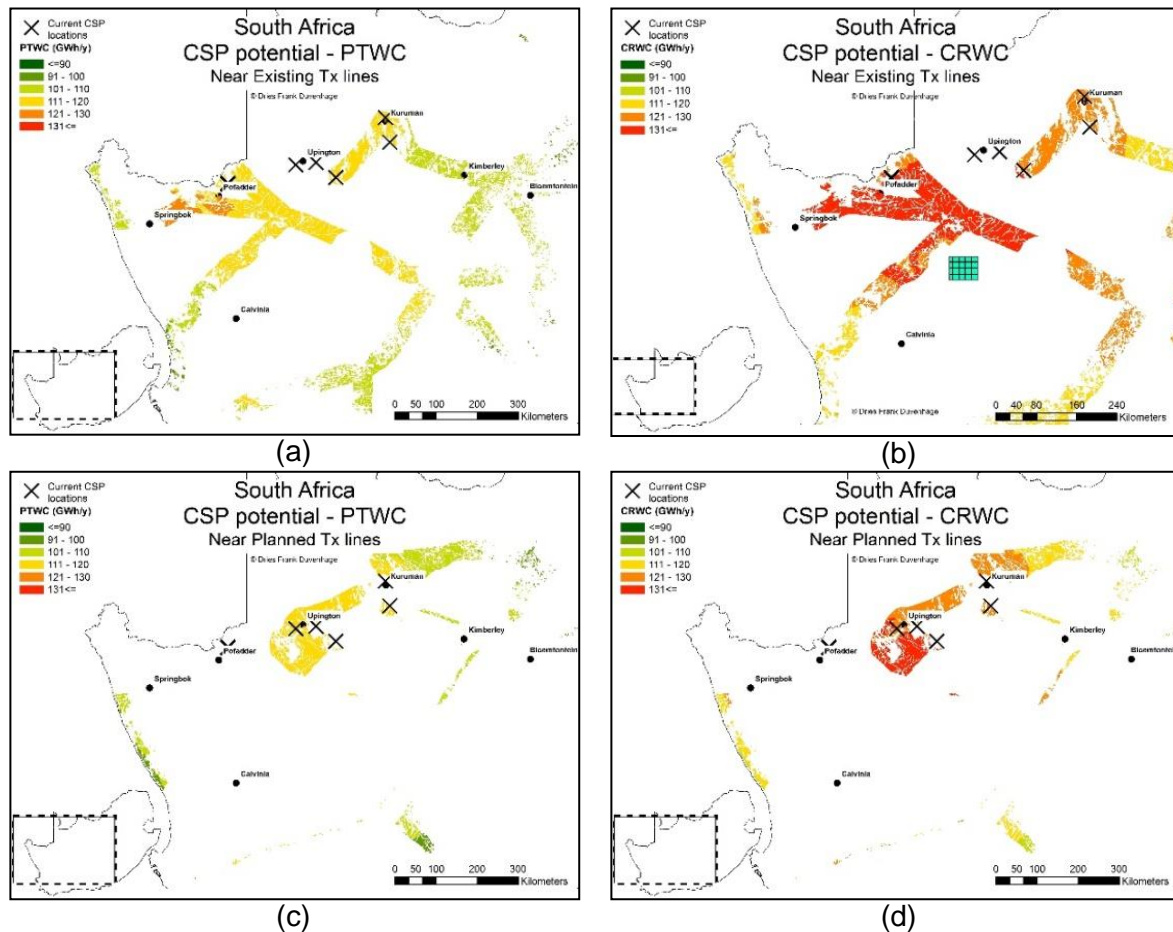 Current CSP
locations
PTWC (GWh/y)
<=90
91 - 100
101 - 110
111 - 120
121 - 130
131<=
South Africa
CSP potential - PTWC
Near Existing Tx lines
© Dries Frank Duvenhage
Kuruman
Upington
Kimberley
Bloemfontein
Pofadder
Springbok
Calvinia
0 50 100 200 300
Kilometers
(a)
Current CSP
locations
CRWC (GWh/y)
<=90
91 - 100
101 - 110
111 - 120
121 - 130
131<=
South Africa
CSP potential - CRWC
Near Existing Tx lines
© Dries Frank Duvenhage
Kuruman
Upington
Pofadder
Springbok
Calvinia
© Dries Frank Duvenhage
0 40 80 160 240
Kilometers
(b)
Current CSP
locations
PTWC (GWh/y)
<=90
91 - 100
101 - 110
111 - 120
121 - 130
131<=
South Africa
CSP potential - PTWC
Near Planned Tx lines
© Dries Frank Duvenhage
Kuruman
Upington
Kimberley
Bloemfontein
Pofadder
Springbok
Calvinia
0 50 100 200 300
Kilometers
(c)
Current CSP
locations
CRWC (GWh/y)
<=90
91 - 100
101 - 110
111 - 120
121 - 130
131<=
South Africa
CSP potential - CRWC
Near Planned Tx lines
© Dries Frank Duvenhage
Kuruman
Upington
Kimberley
Bloemfontein
Pofadder
Springbok
Calvinia
0 50 100 200 300
Kilometers
(d)